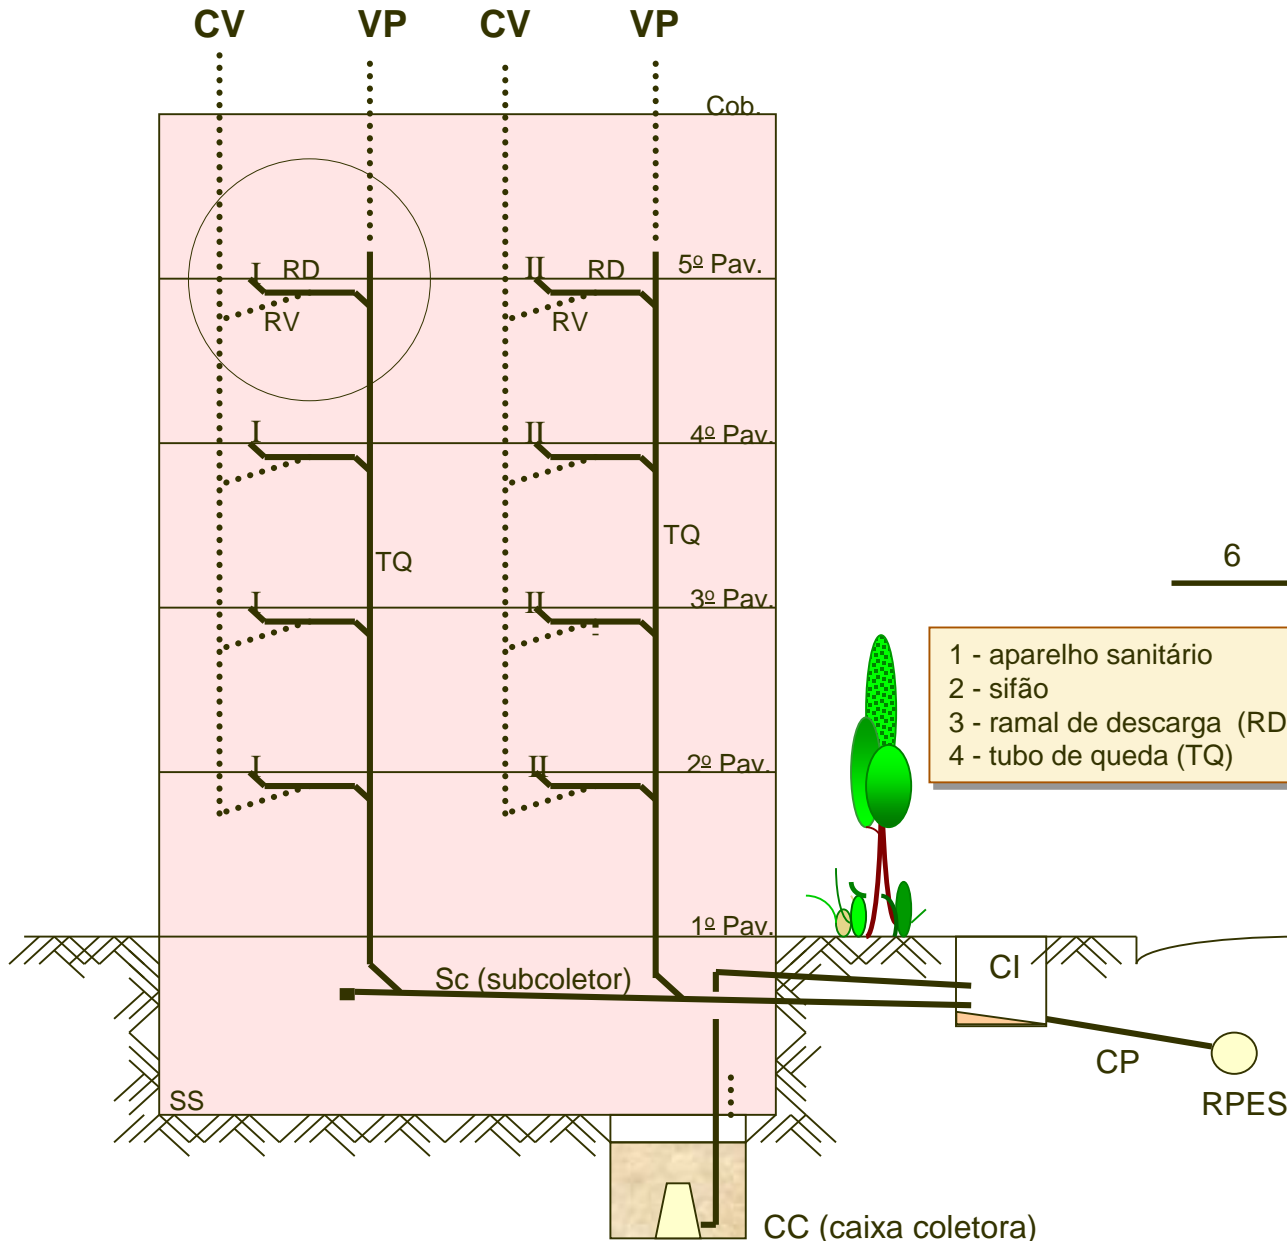 CV VP CV VP
Cob.
I RD II RD 5º Pav.
RV RV
I II 4º Pav.
TQ
TQ
6
I II 3º Pav.
1 - aparelho sanitário
2 - sifão
3 - ramal de descarga (RD
4 - tubo de queda (TQ)
I II 2º Pav.
1º Pav.
Sc (subcoletor) CI
CP
SS RPES
CC (caixa coletora)